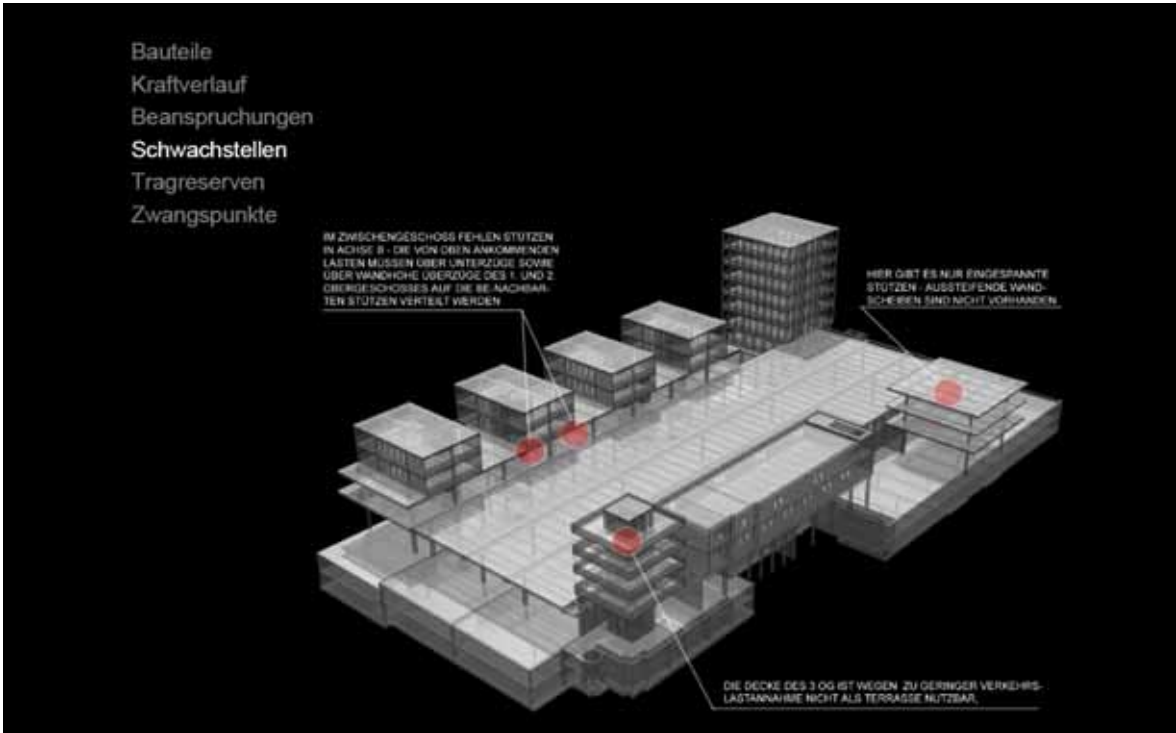 Bauteile
Kraftverlauf
Beanspruchungen
Schwachstellen
Tragreserven
Zwangspunkte
IM ZWISCHENGESCHOSS FEHLEN STÜTZEN
IN ACHSE B - DIE VON OBEN ANKOMMENDEN
LASTEN MÜSSEN ÜBER UNTERZÜGE SOWIE
ÜBER WANDHOHE ÜBERZÜGE DES 1. UND 2.
OBERGESCHOSSES AUF DIE BE-NACHBAR-
TEN STÜTZEN VERTEILT WERDEN
HIER GIBT ES NUR EINGESPANNTE
STÜTZEN - AUSSTEIFENDE WAND-
SCHEIBEN SIND NICHT VORHANDEN
DIE DECKE DES 3 OG IST WEGEN ZU GERINGER VERKEHRS-
LASTANNAHME NICHT ALS TERRASSE NUTZBAR.